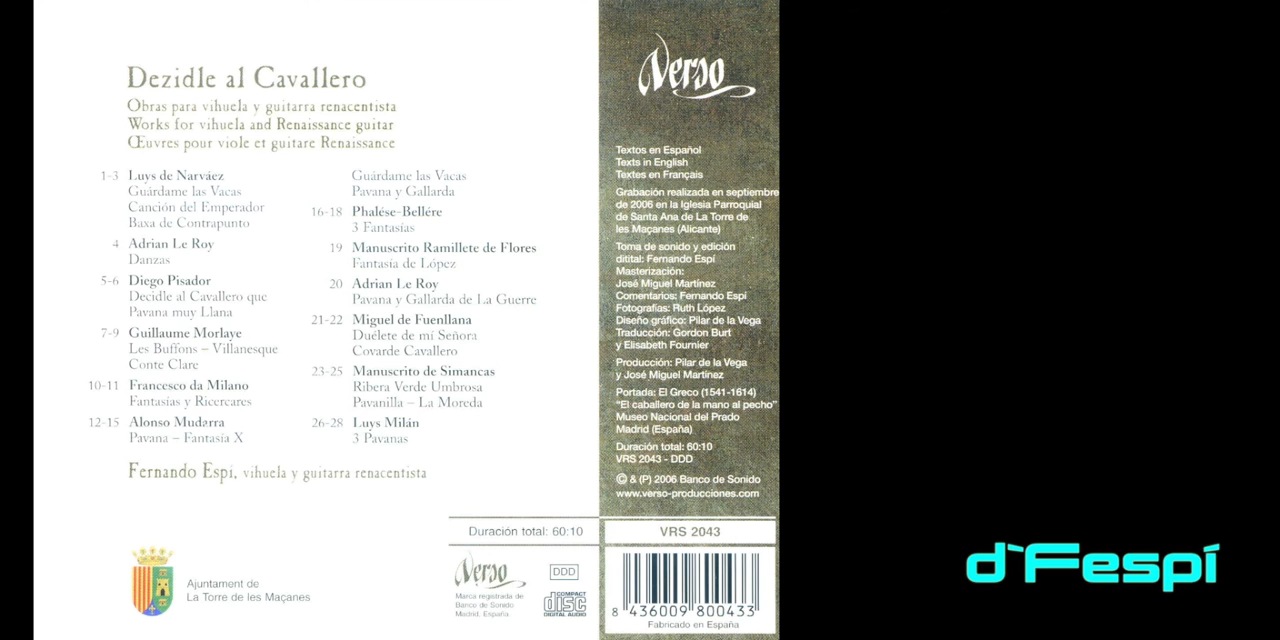 Dezidle al Cavallero
Obras para vihuela y guitarra renacentista
Works for vihuela and Renaissance guitar
Œuvres pour viole et guitare Renaissance
1-3 Luys de Narváez
Guárdame las Vacas
Canción del Emperador
Baxa de Contrapunto
4 Adrian Le Roy
Danzas
5-6 Diego Pisador
Decidle al Cavallero que
Pavana muy Llana
7-9 Guillaume Morlaye
Les Buffons – Villanesque
Conte Clare
10-11 Francesco da Milano
Fantasías y Ricercares
12-15 Alonso Mudarra
Pavana – Fantasía X
Guárdame las Vacas
Pavana y Gallarda
16-18 Phalése-Bellére
3 Fantasías
19 Manuscrito Ramillete de Flores
Fantasía de López
20 Adrian Le Roy
Pavana y Gallarda de La Guerre
21-22 Miguel de Fuenllana
Duélete de mí Señora
Covarde Cavallero
23-25 Manuscrito de Simancas
Ribera Verde Umbrosa
Pavanilla – La Moreda
26-28 Luys Milán
3 Pavanas
Fernando Espí, vihuela y guitarra renacentista
Ajuntament de
La Torre de les Maçanes
Duración total: 60:10
Verso
Marca registrada de
Banco de Sonido
Madrid, España
DDD
COMPACT
disc
DIGITAL AUDIO
Verso
Textos en Español
Texts in English
Textes en Français
Grabación realizada en septiembre
de 2006 en la Iglesia Parroquial
de Santa Ana de La Torre de
les Maçanes (Alicante)
Toma de sonido y edición
ditital: Fernando Espí
Masterización:
José Miguel Martínez
Comentarios: Fernando Espí
Fotografías: Ruth López
Diseño gráfico: Pilar de la Vega
Traducción: Gordon Burt
y Elisabeth Fournier
Producción: Pilar de la Vega
y José Miguel Martínez
Portada: El Greco (1541-1614)
"El caballero de la mano al pecho"
Museo Nacional del Prado
Madrid (España)
Duración total: 60:10
VRS 2043 - DDD
© & (P) 2006 Banco de Sonido
www.verso-producciones.com
VRS 2043
8 436009 800433
Fabricado en España
d`Fespí